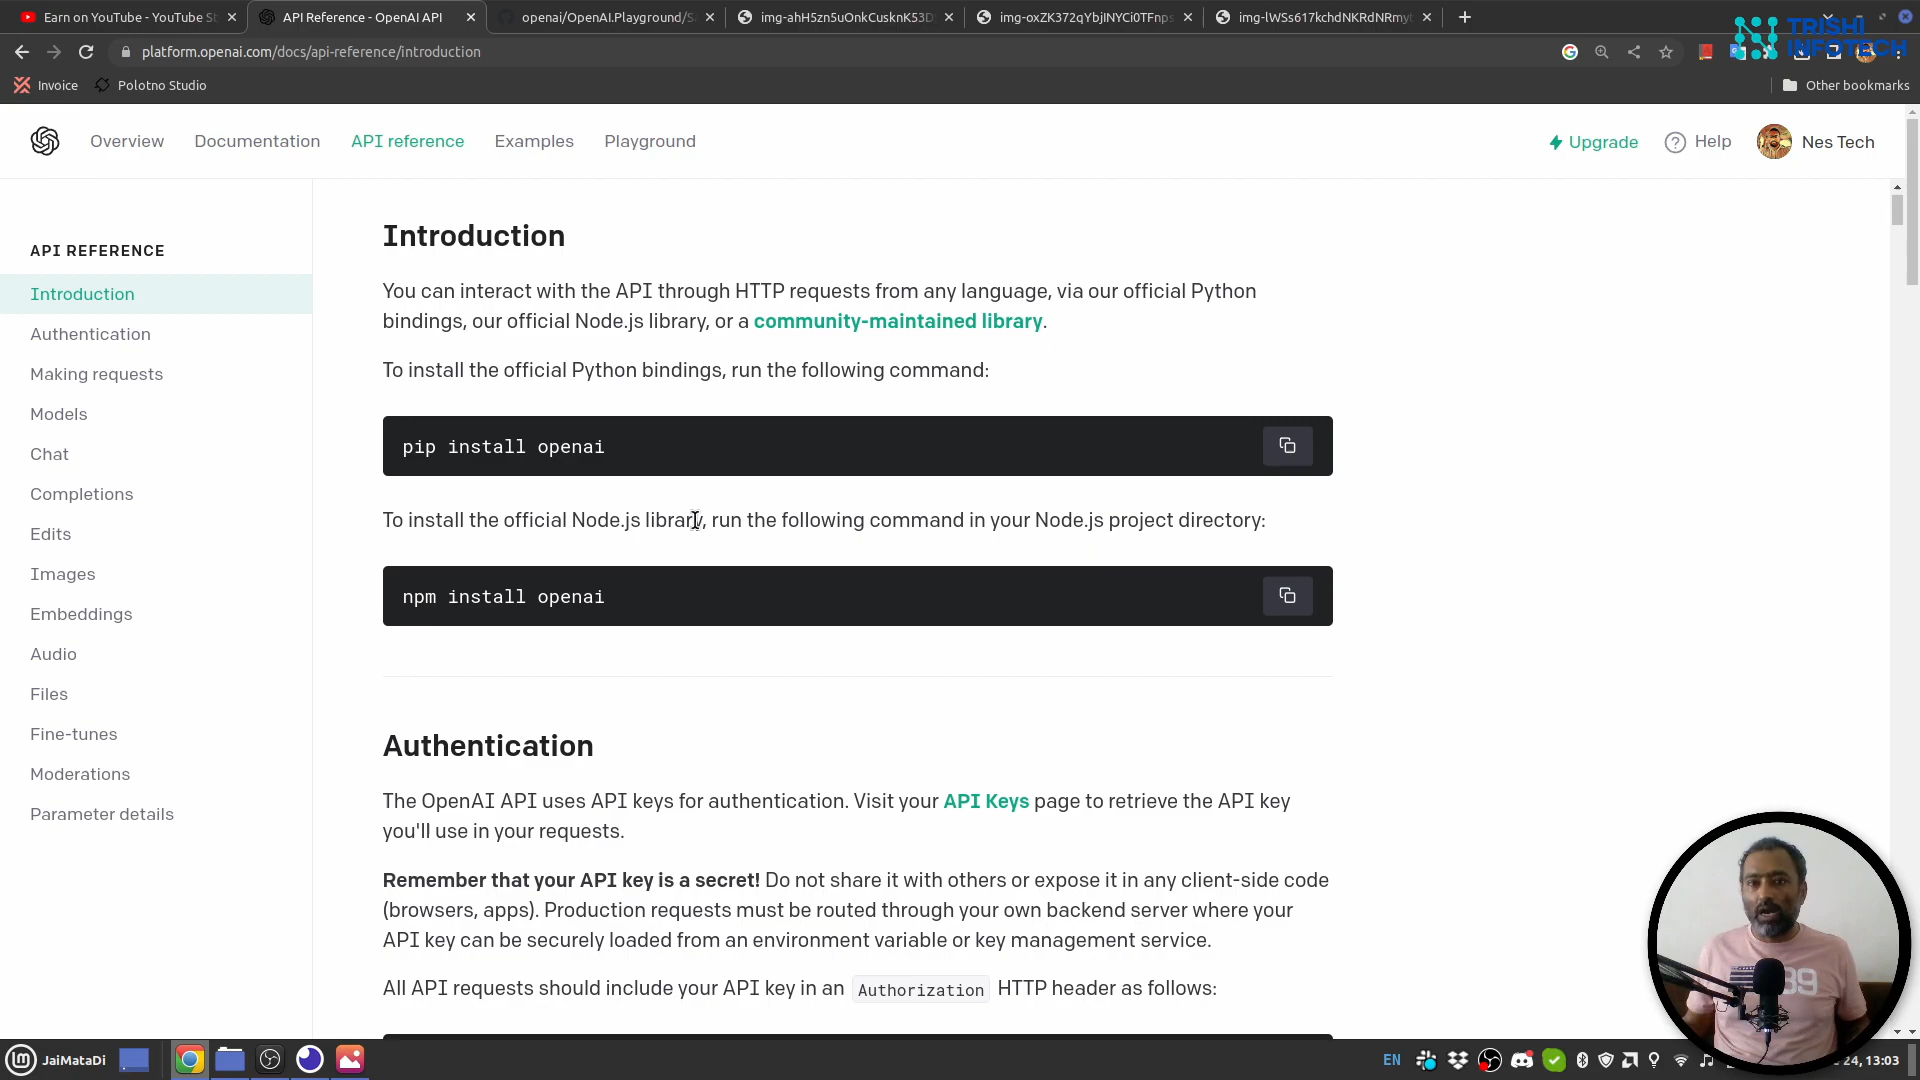 Earn on YouTube - YouTube St
API Reference - OpenAI API
openai/OpenAI.Playground/S
img-ahH5zn5uOnkCusknK53D
img-oxZK372qYbjINYCi0TFnps
img-lWSs617kchdNKRdNRmy
TRISHI
INFOTECH
platform.openai.com/docs/api-reference/introduction
Invoice
Polotno Studio
Other bookmarks
Overview
Documentation
API reference
Examples
Playground
Upgrade
Help
Nes Tech
API REFERENCE
Introduction
Authentication
Making requests
Models
Chat
Completions
Edits
Images
Embeddings
Audio
Files
Fine-tunes
Moderations
Parameter details
Introduction
You can interact with the API through HTTP requests from any language, via our official Python
bindings, our official Node.js library, or a community-maintained library.
To install the official Python bindings, run the following command:
pip install openai
To install the official Node.js library, run the following command in your Node.js project directory:
npm install openai
Authentication
The OpenAI API uses API keys for authentication. Visit your API Keys page to retrieve the API key
you'll use in your requests.
Remember that your API key is a secret! Do not share it with others or expose it in any client-side code
(browsers, apps). Production requests must be routed through your own backend server where your
API key can be securely loaded from an environment variable or key management service.
All API requests should include your API key in an Authorization HTTP header as follows:
89
JaiMataDi
EN
24, 13:03